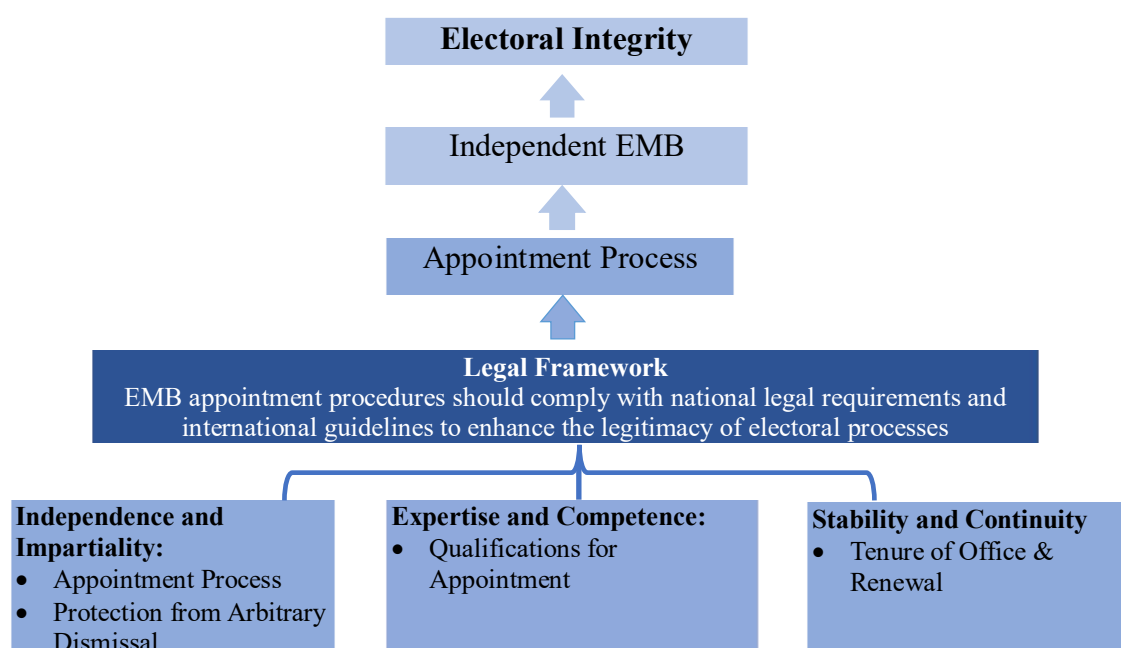 Electoral Integrity
Independent EMB
Appointment Process
Legal Framework
EMB appointment procedures should comply with national legal requirements and
international guidelines to enhance the legitimacy of electoral processes
Independence and
Impartiality:
• Appointment Process
• Protection from Arbitrary
Dismissal
Expertise and Competence:
• Qualifications for
Appointment
Stability and Continuity
• Tenure of Office &
Renewal